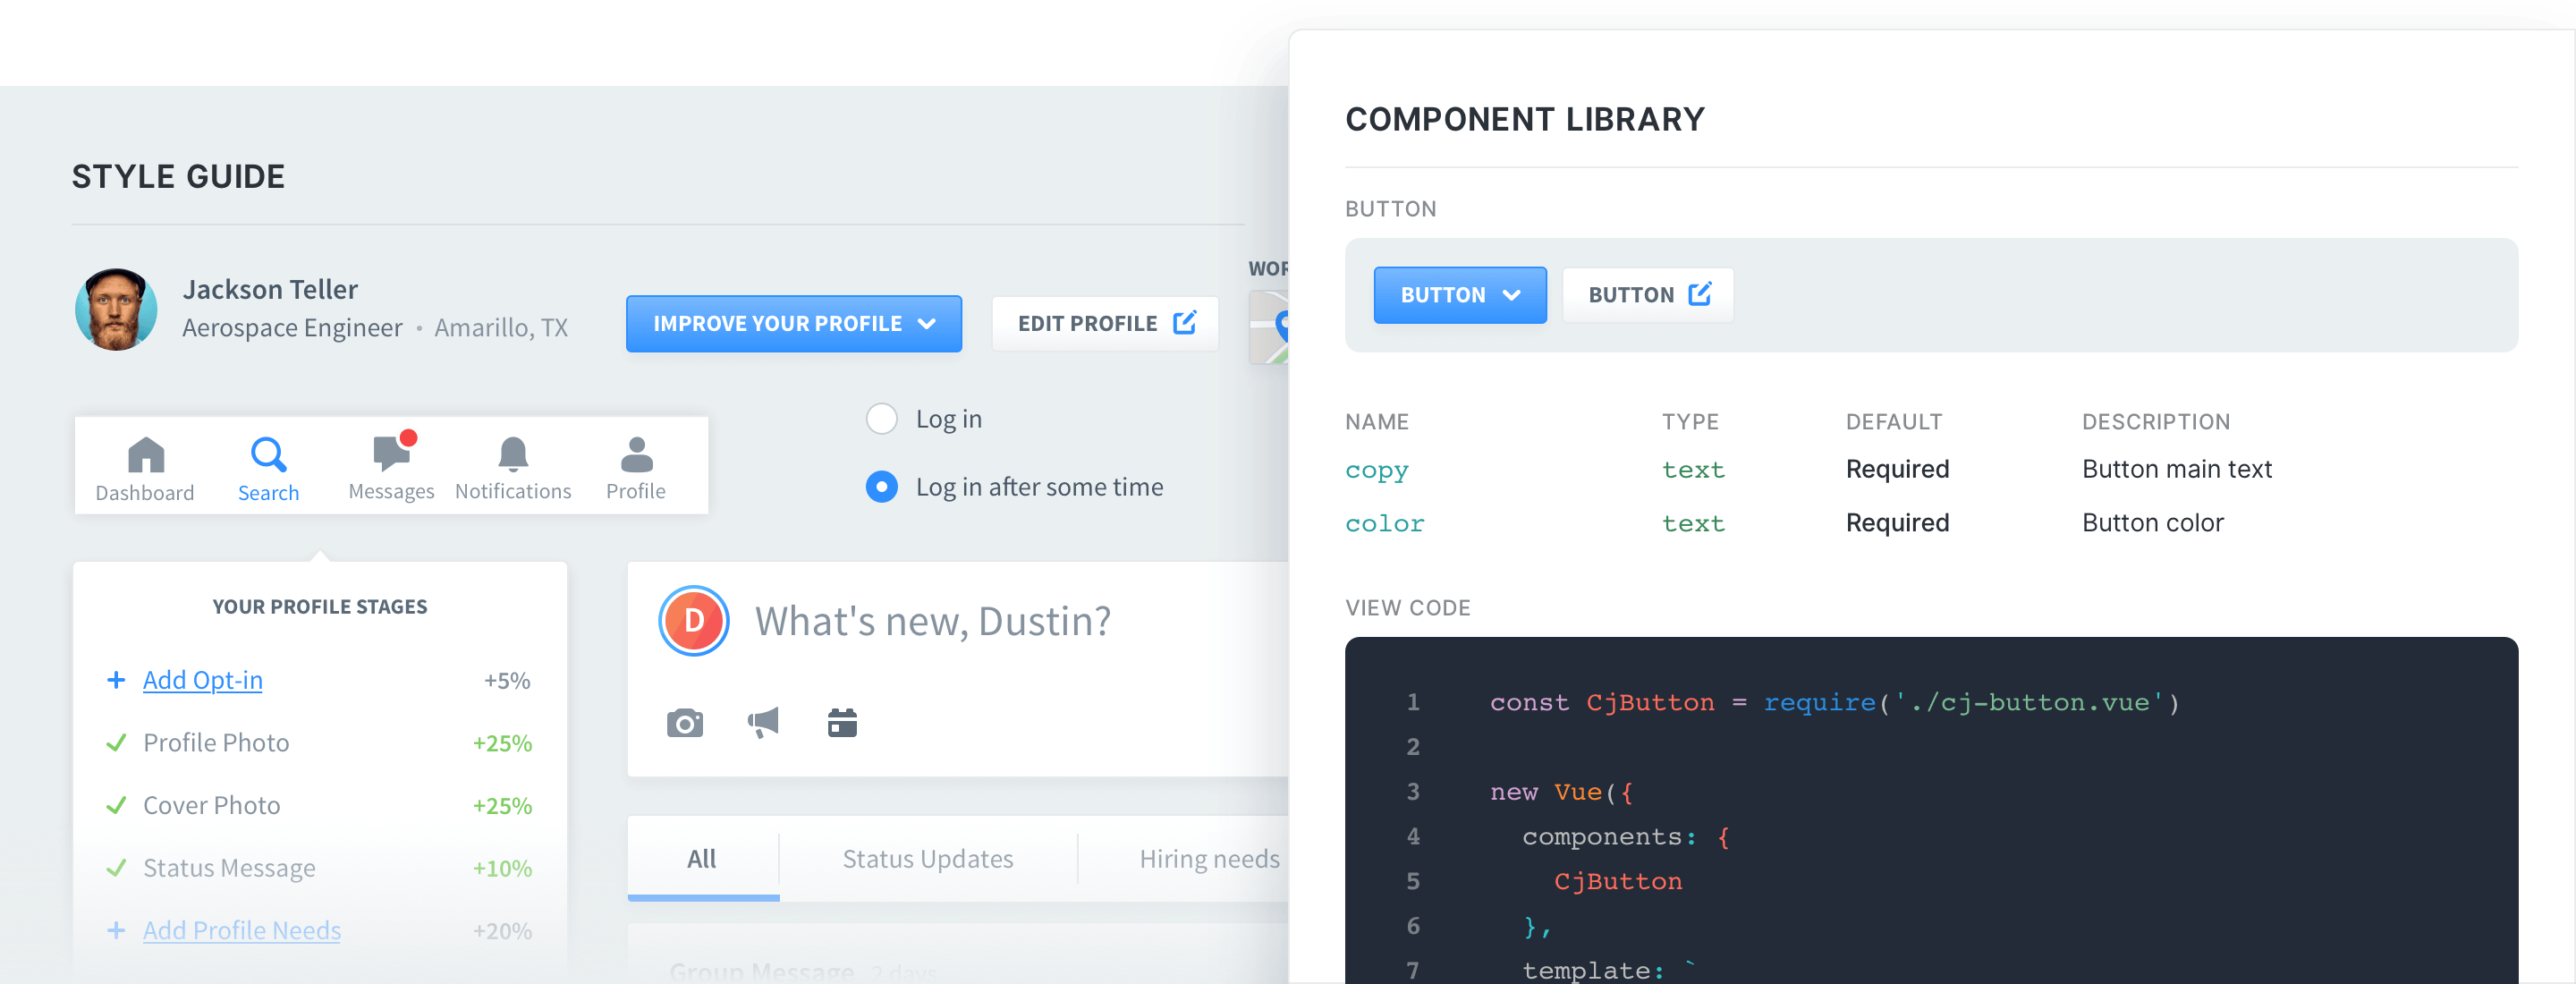 STYLE GUIDE
Jackson Teller
Aerospace Engineer • Amarillo, TX
IMPROVE YOUR PROFILE
EDIT PROFILE
Log in
Log in after some time
Dashboard
Search
Messages
Notifications
Profile
YOUR PROFILE STAGES
+ Add Opt-in +5%
Profile Photo +25%
Cover Photo +25%
Status Message +10%
+ Add Profile Needs +20%
D
What's new, Dustin?
All
Status Updates
Hiring needs
Group Message 2 days
COMPONENT LIBRARY
BUTTON
BUTTON
BUTTON
NAME TYPE DEFAULT DESCRIPTION
copy text Required Button main text
color text Required Button color
VIEW CODE
1 const CjButton = require('./cj-button.vue')
2
3 new Vue({
4 components: {
5 CjButton
6 },
7 template: `